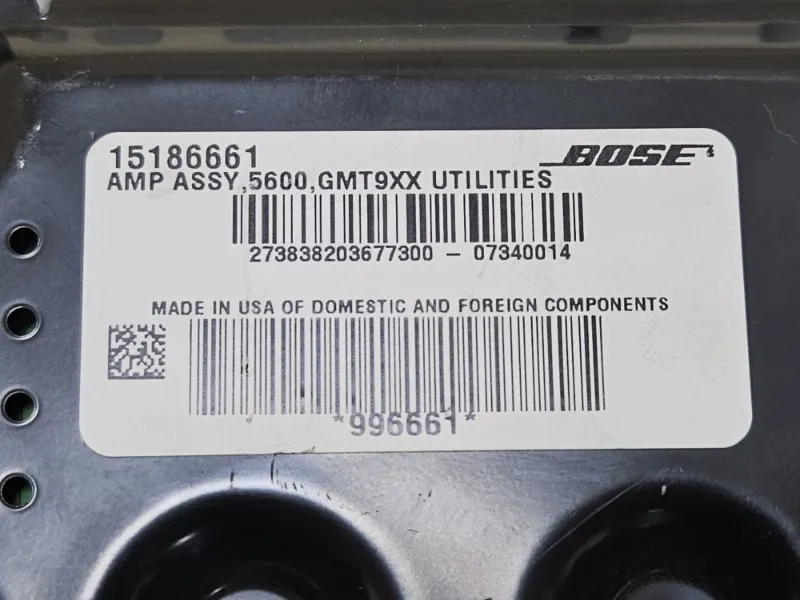 15186661
BOSE
AMP ASSY,5600,GMT9XX UTILITIES
273838203677300 - 07340014
MADE IN USA OF DOMESTIC AND FOREIGN COMPONENTS
*996661*